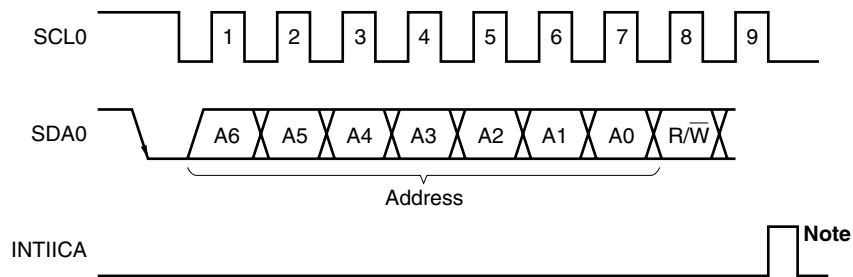 SCL0 1 2 3 4 5 6 7 8 9
SDA0 A6 A5 A4 A3 A2 A1 A0 R/W̅
Address
Note
INTIICA